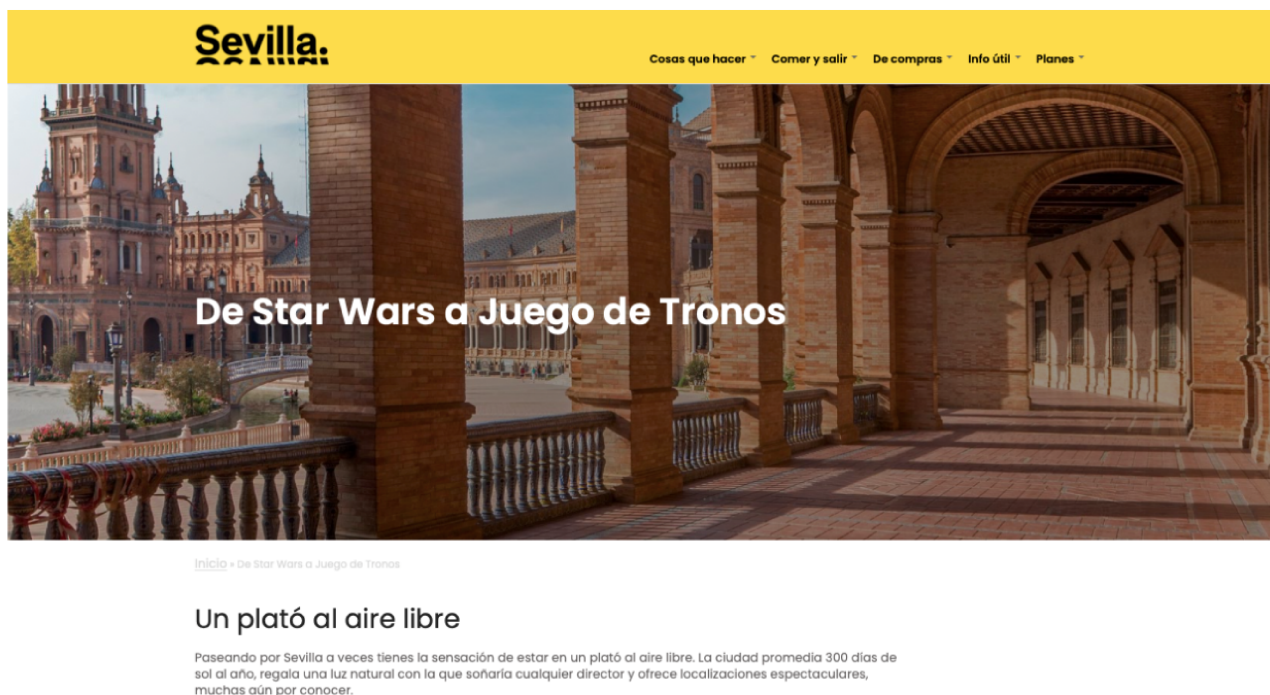 Sevilla.
Cosas que hacer Comer y salir De compras Info útil Planes
De Star Wars a Juego de Tronos
Inicio » De Star Wars a Juego de Tronos
Un plató al aire libre
Paseando por Sevilla a veces tienes la sensación de estar en un plató al aire libre. La ciudad promedia 300 días de
sol al año, regala una luz natural con la que soñaría cualquier director y ofrece localizaciones espectaculares,
muchas aún por conocer.